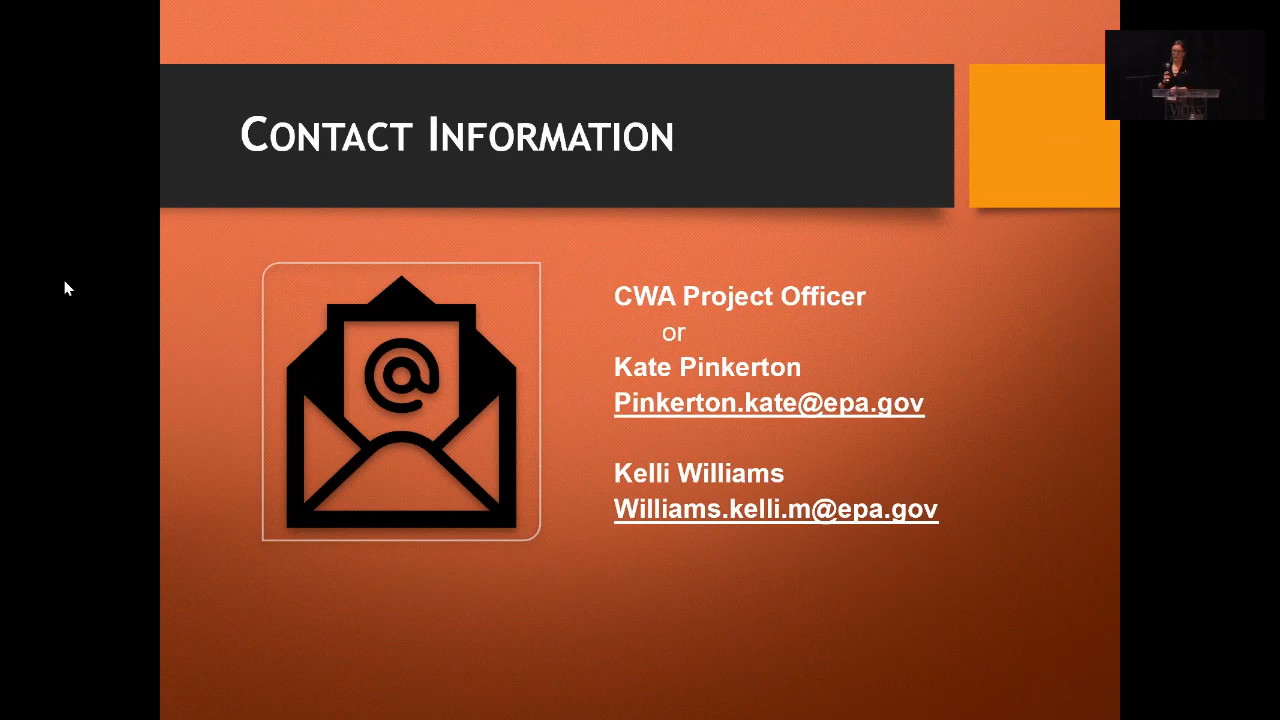 CONTACT INFORMATION
@
CWA Project Officer
or
Kate Pinkerton
Pinkerton.kate@epa.gov
Kelli Williams
Williams.kelli.m@epa.gov